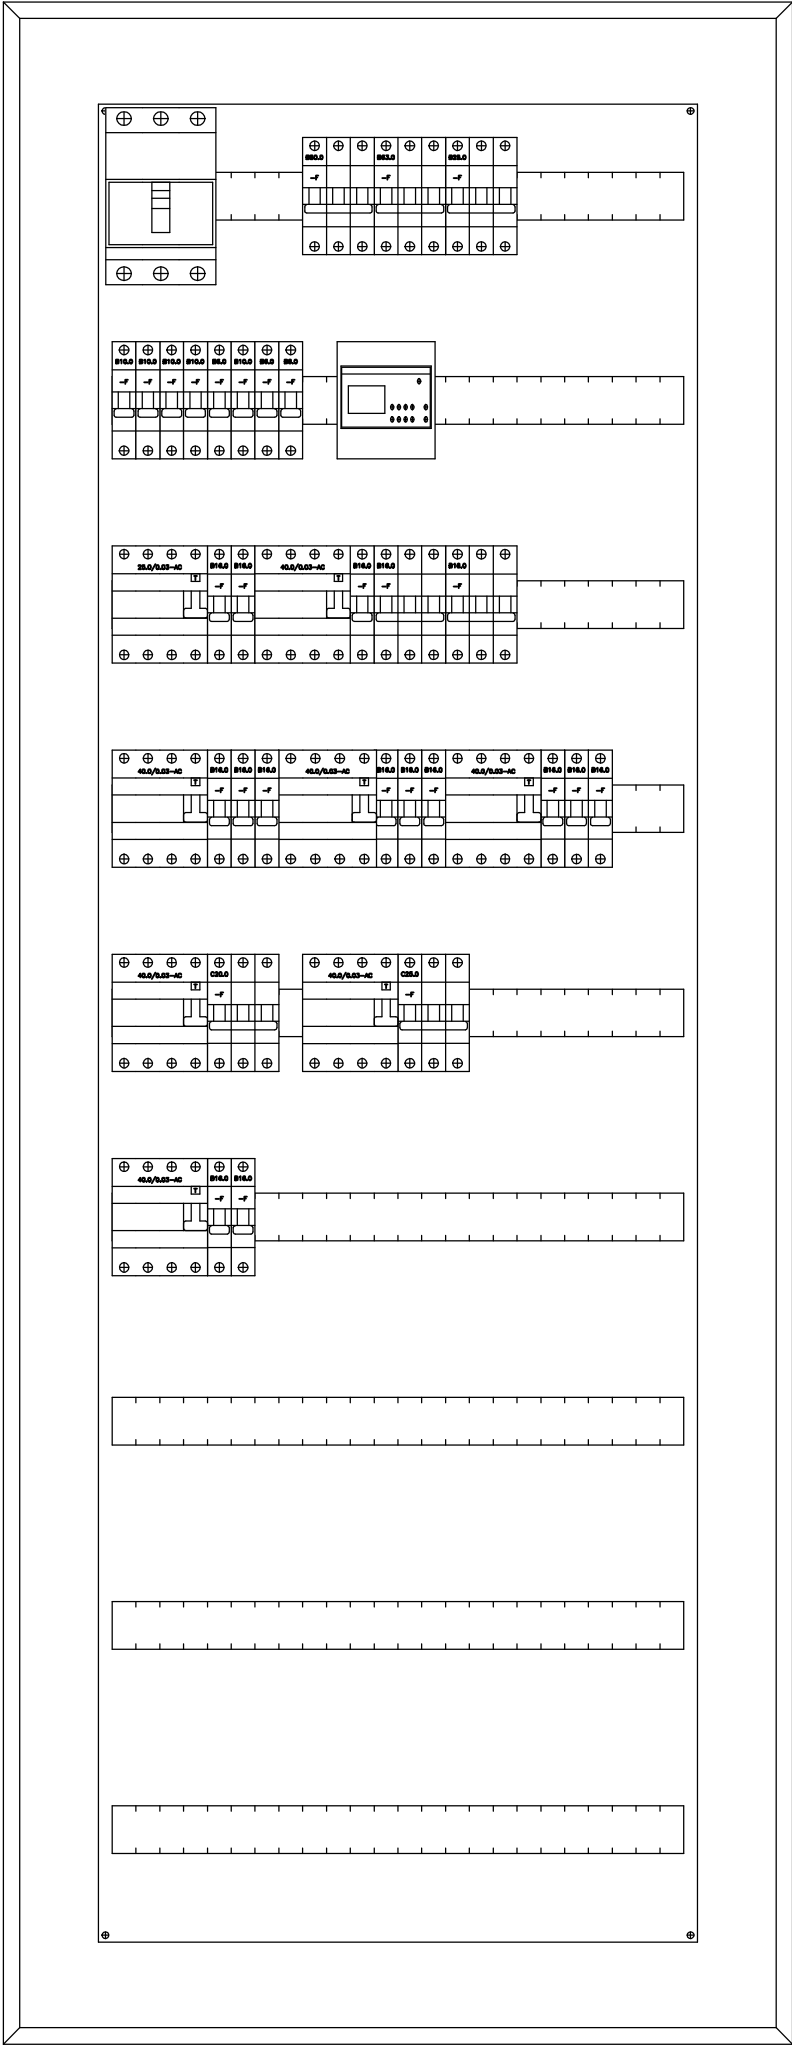 B63.0 B25.0
-F -F -F
B10.0 B10.0 B10.0 B10.0 B6.0 B10.0 B6.0 B6.0
-F -F -F -F -F -F -F -F
25.0/0.03-AC B16.0 B16.0 40.0/0.03-AC B16.0 B16.0 B16.0
T -F -F T -F -F -F
40.0/0.03-AC B16.0 B16.0 B16.0 40.0/0.03-AC B16.0 B16.0 B16.0 40.0/0.03-AC B16.0 B16.0 B16.0
T -F -F -F T -F -F -F T -F -F -F
40.0/0.03-AC C20.0 40.0/0.03-AC C25.0
T -F T -F
40.0/0.03-AC B16.0 B16.0
T -F -F